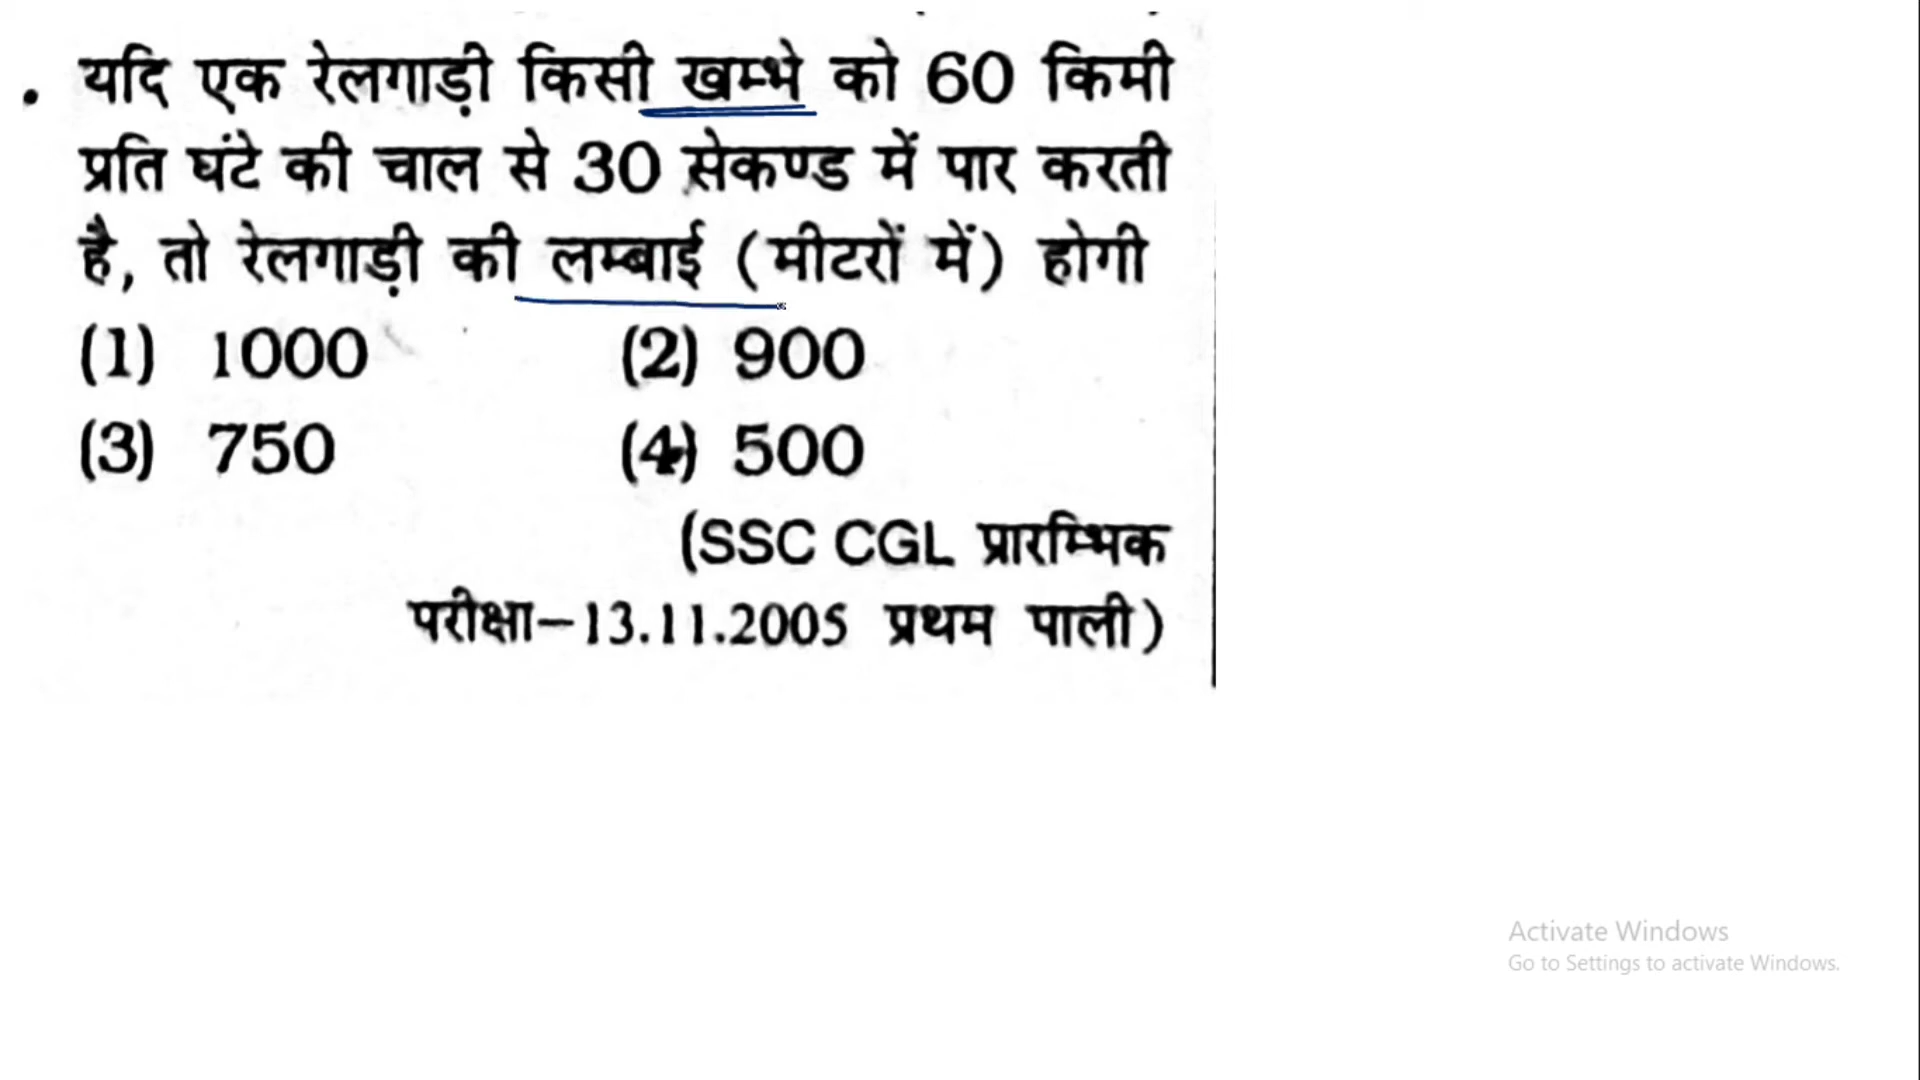 . यदि एक रेलगाड़ी किसी खम्भे को 60 किमी
प्रति घंटे की चाल से 30 सेकण्ड में पार करती
है, तो रेलगाड़ी की लम्बाई (मीटरों में) होगी
(1) 1000 (2) 900
(3) 750 (4) 500
(SSC CGL प्रारम्भिक
परीक्षा–13.11.2005 प्रथम पाली)
Activate Windows
Go to Settings to activate Windows.